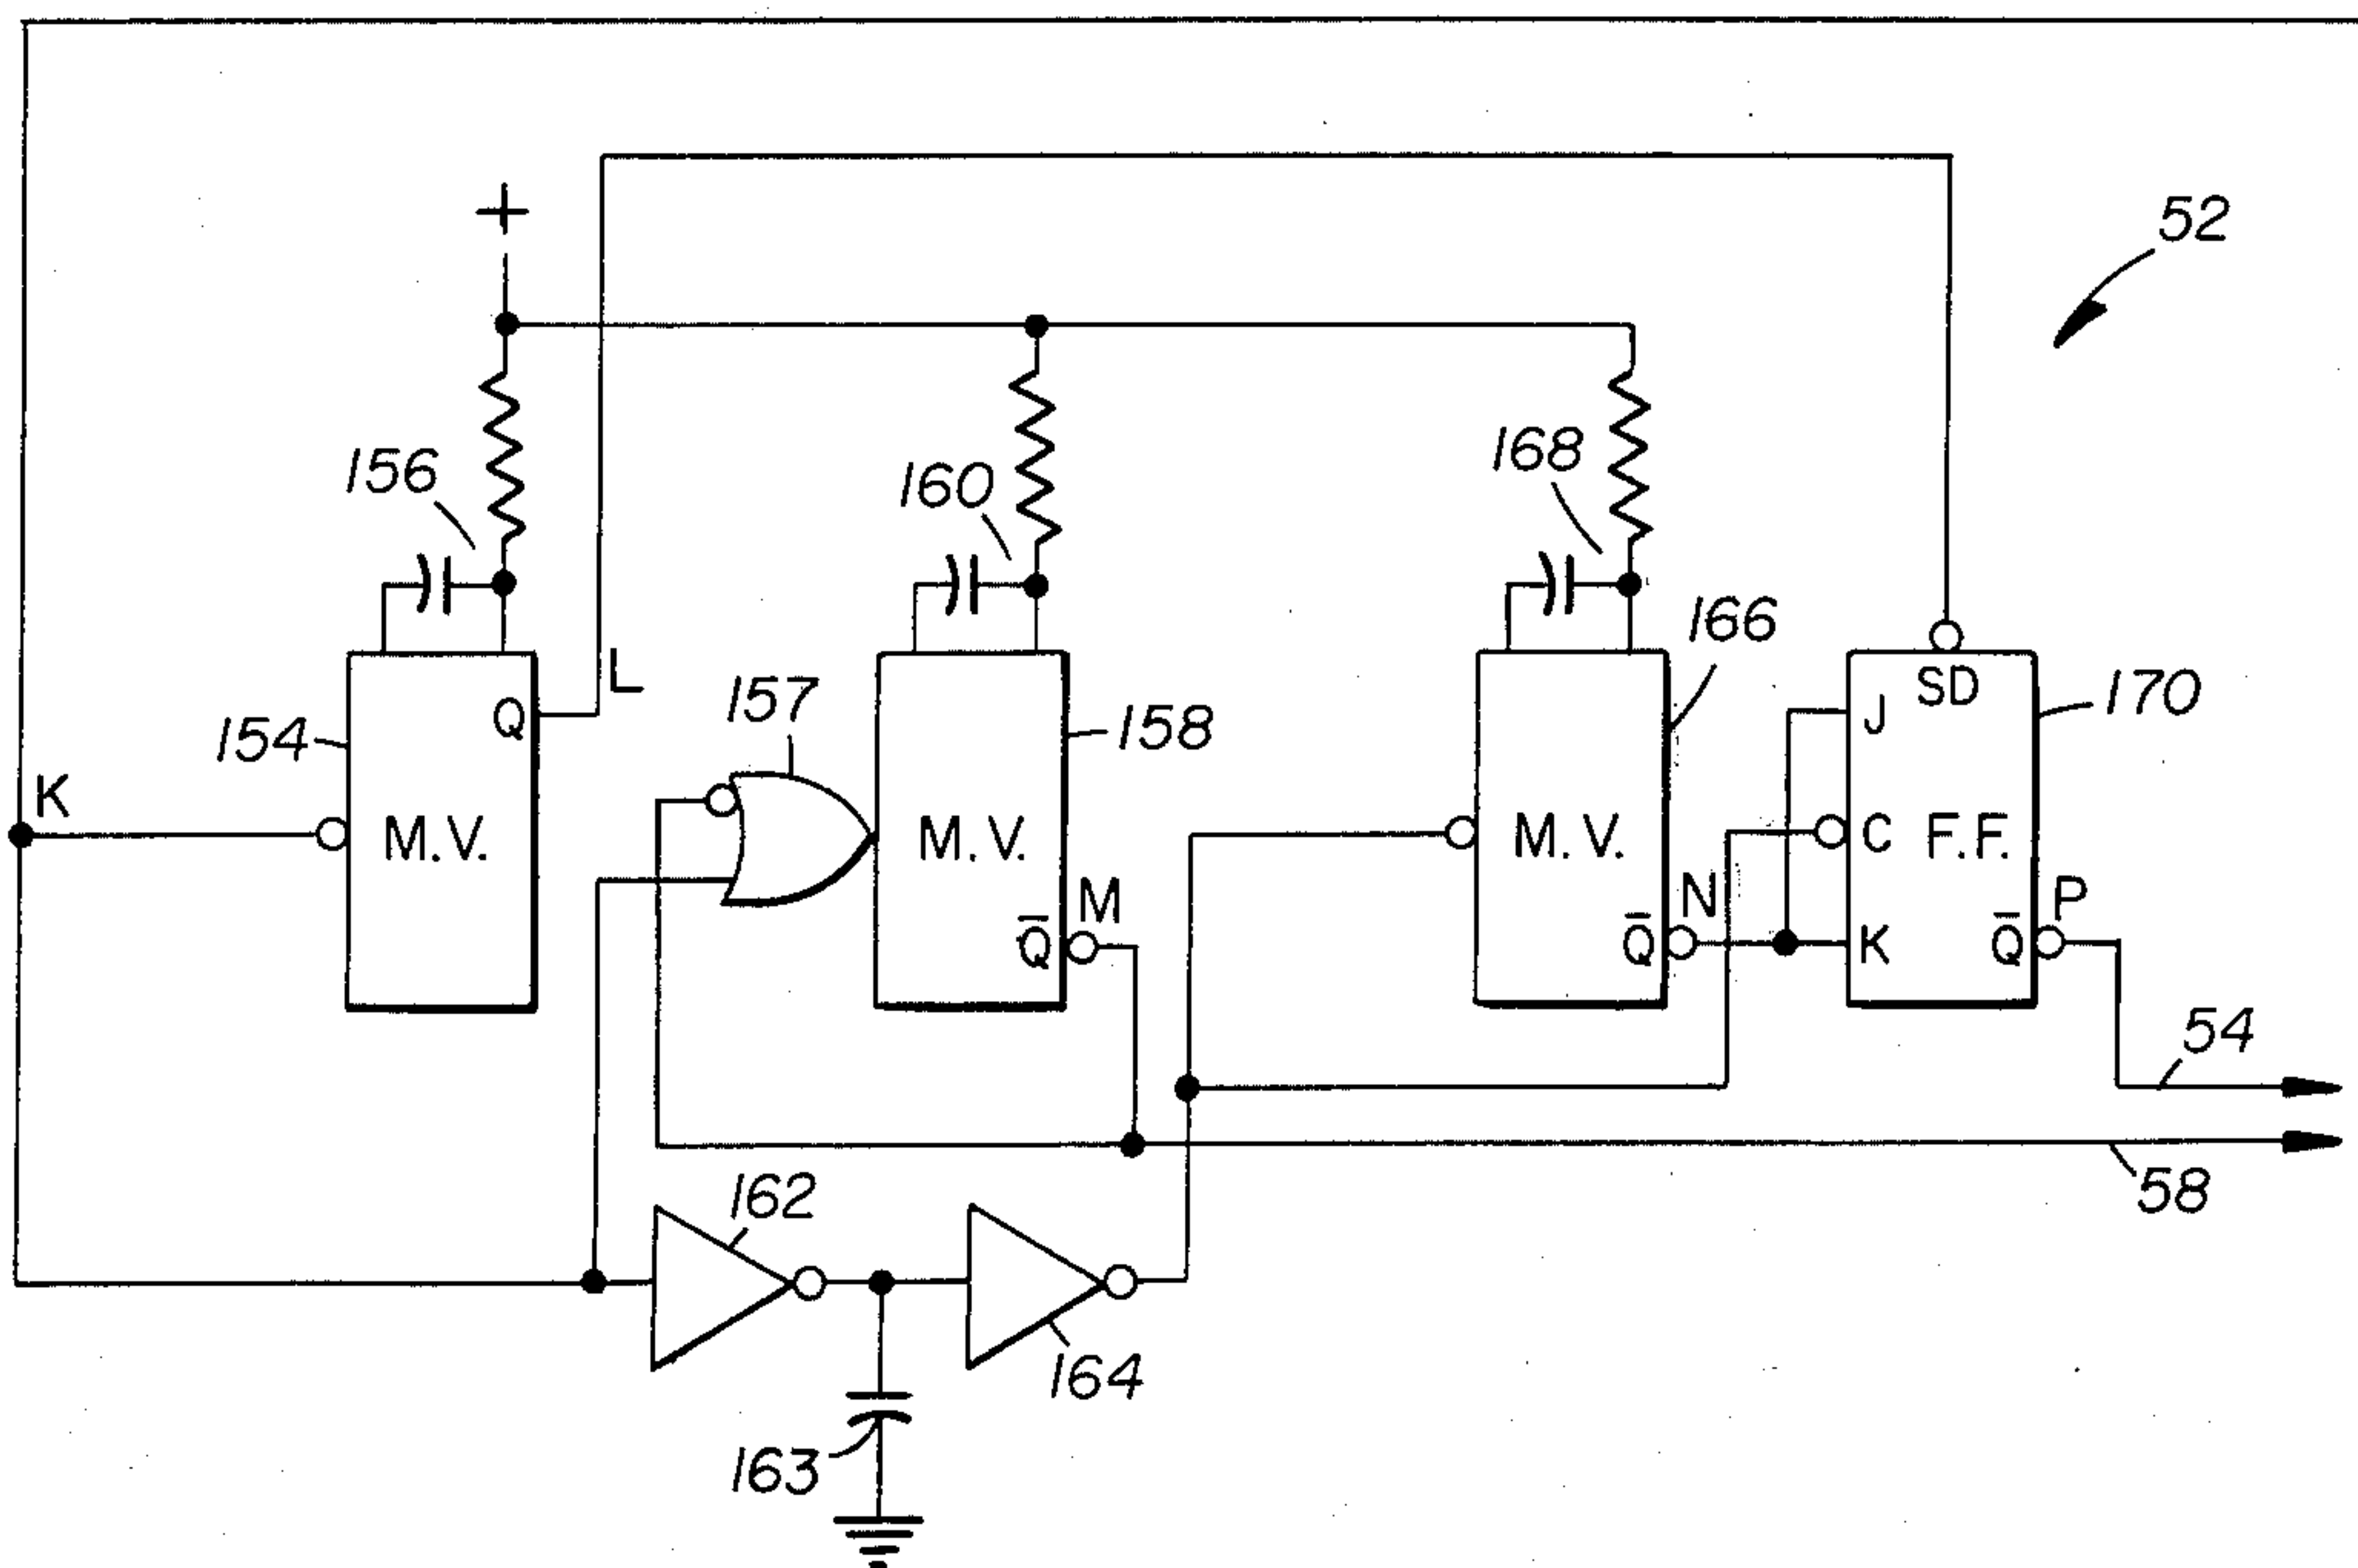 +
52
156
160
168
166
L
157
SD
170
154
Q
158
J
K
M.V.
M.V.
M.V.
C
F.F.
M
N
P
Q̅
Q̅
K
Q̅
54
162
58
164
163